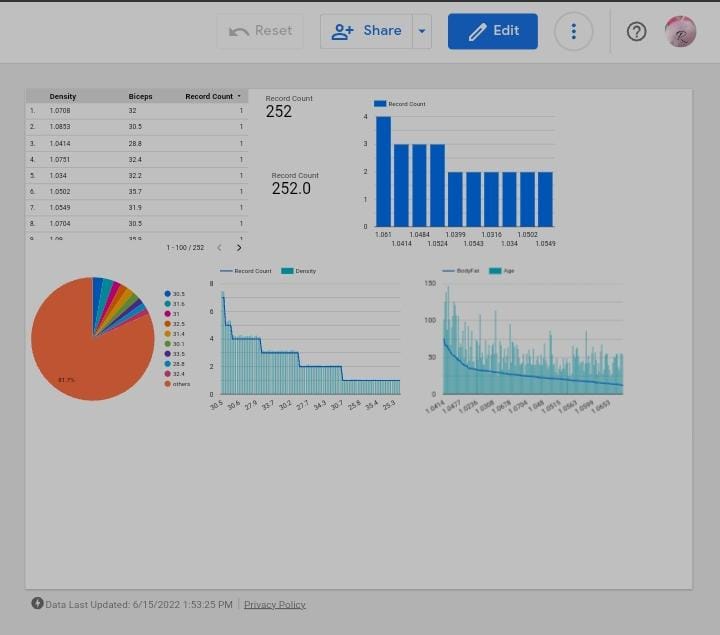 Reset
Share
Edit
Density Biceps Record Count
1. 1.0708 32 1
2. 1.0853 30.5 1
3. 1.0414 28.8 1
4. 1.0751 32.4 1
5. 1.034 32.2 1
6. 1.0502 35.7 1
7. 1.0549 31.9 1
8. 1.0704 30.5 1
1 - 100 / 252
Record Count
252
Record Count
252.0
Record Count
4
3
2
1
0
1.061 1.0484 1.0399 1.0316 1.0502
1.0414 1.0524 1.0543 1.034 1.0549
81.7%
30.5
31.6
31
32.5
31.4
30.1
33.5
28.8
32.4
others
Record Count Density
8
6
4
2
0
30.5 30.6 27.9 33.7 30.2 27.1 34.3 30.7 25.8 35.4 25.3
BodyFat Age
150
100
50
0
1.0414 1.0477 1.0236 1.0308 1.0628 1.0704 1.048 1.0515 1.0563 1.0599 1.0653
Data Last Updated: 6/15/2022 1:53:25 PM
Privacy Policy